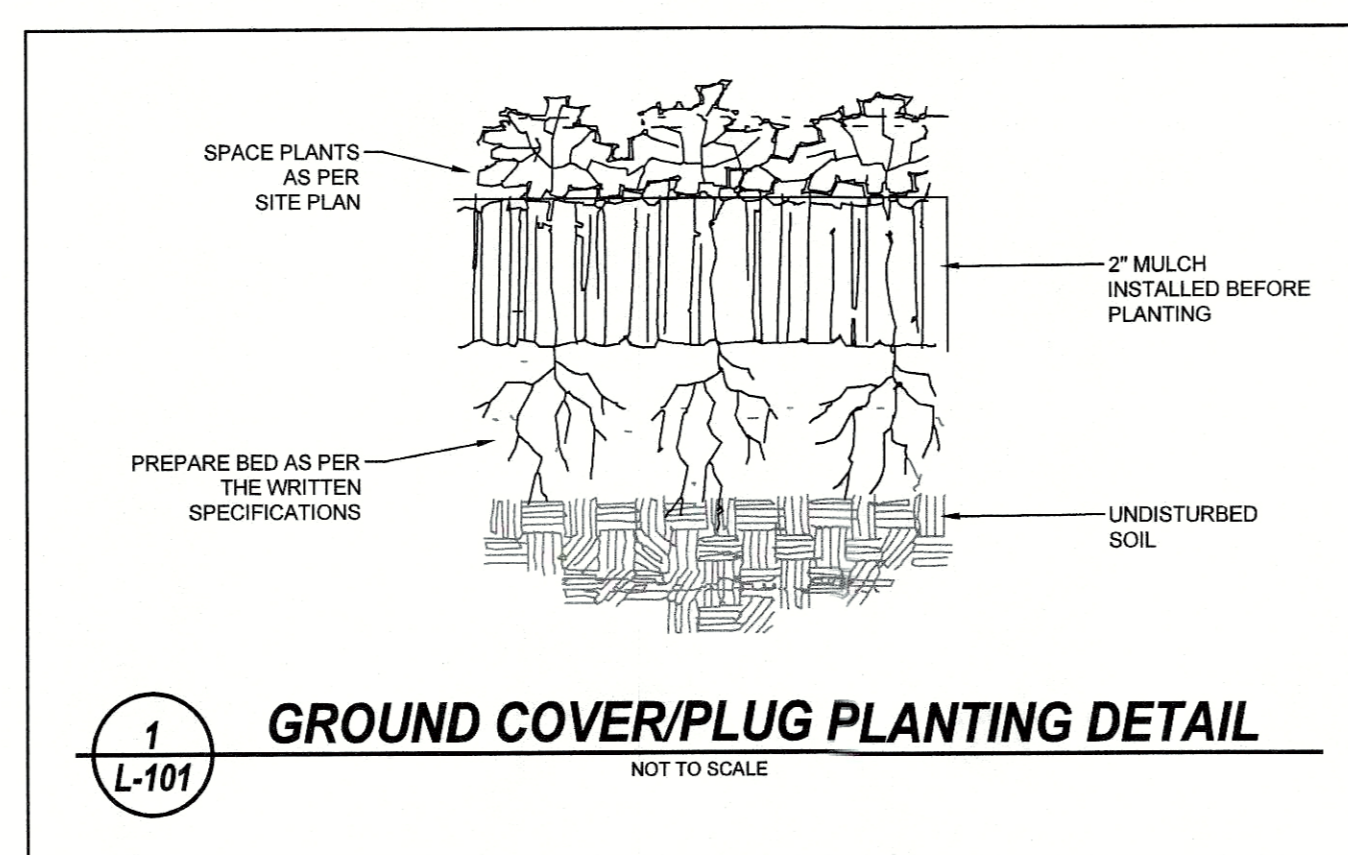 SPACE PLANTS
AS PER
SITE PLAN
2" MULCH
INSTALLED BEFORE
PLANTING
PREPARE BED AS PER
THE WRITTEN
SPECIFICATIONS
UNDISTURBED
SOIL
1
L-101
GROUND COVER/PLUG PLANTING DETAIL
NOT TO SCALE